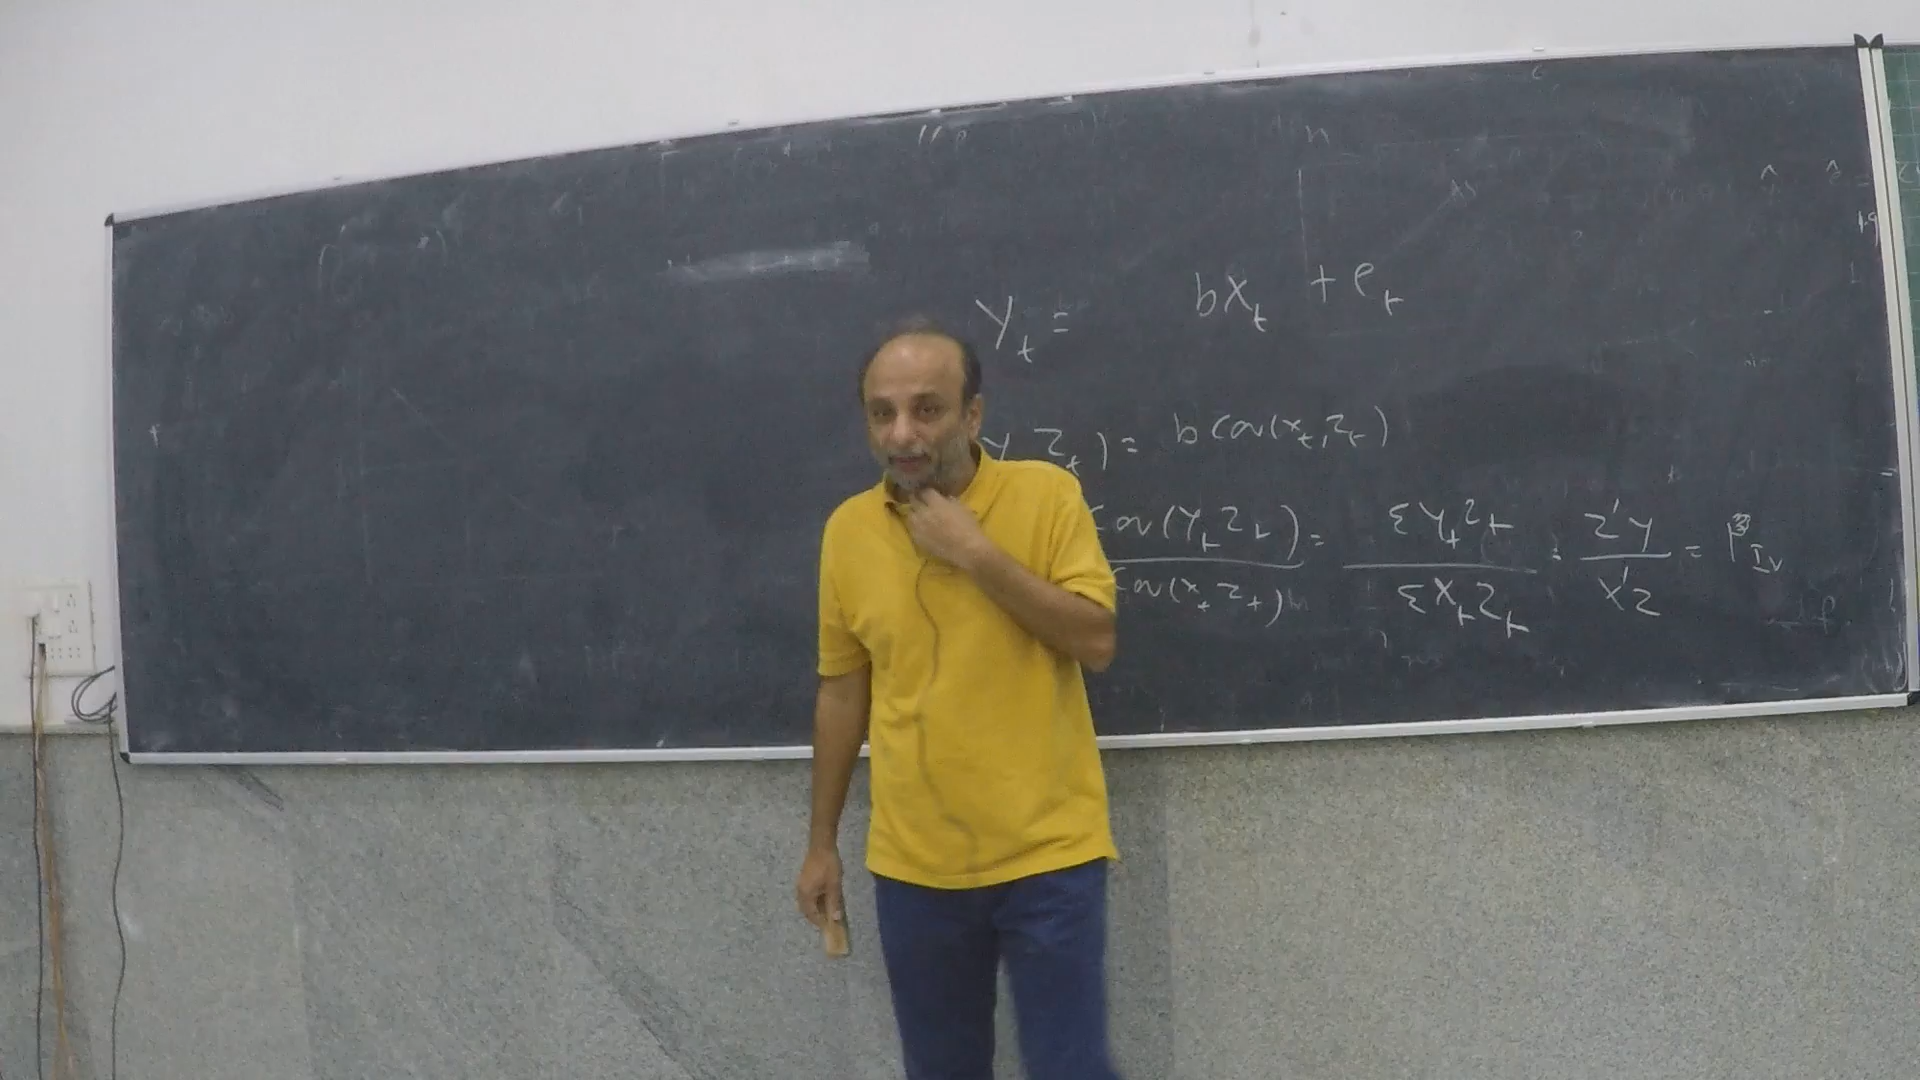 Y_t = bX_t + e_t
Y Z_t) = b Cov(X_t, Z_t)
Cov(Y_t Z_t) / Cov(X_t Z_t) = ΣY_t Z_t / ΣX_t Z_t : Z'Y / X'Z = β_IV